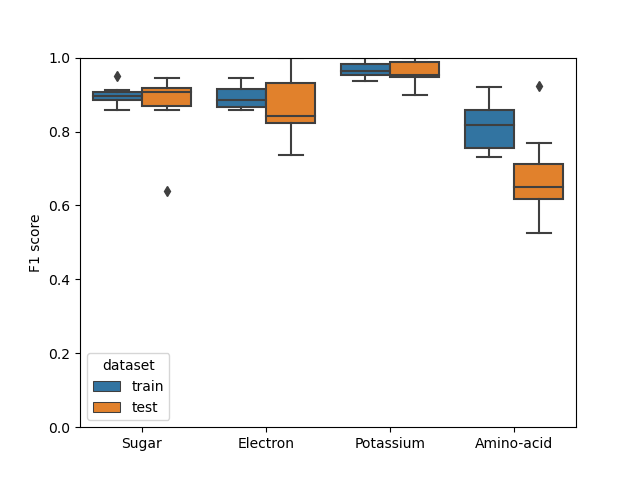 1.0
0.8
0.6
0.4
0.2
0.0
F1 score
dataset
train
test
Sugar Electron Potassium Amino-acid